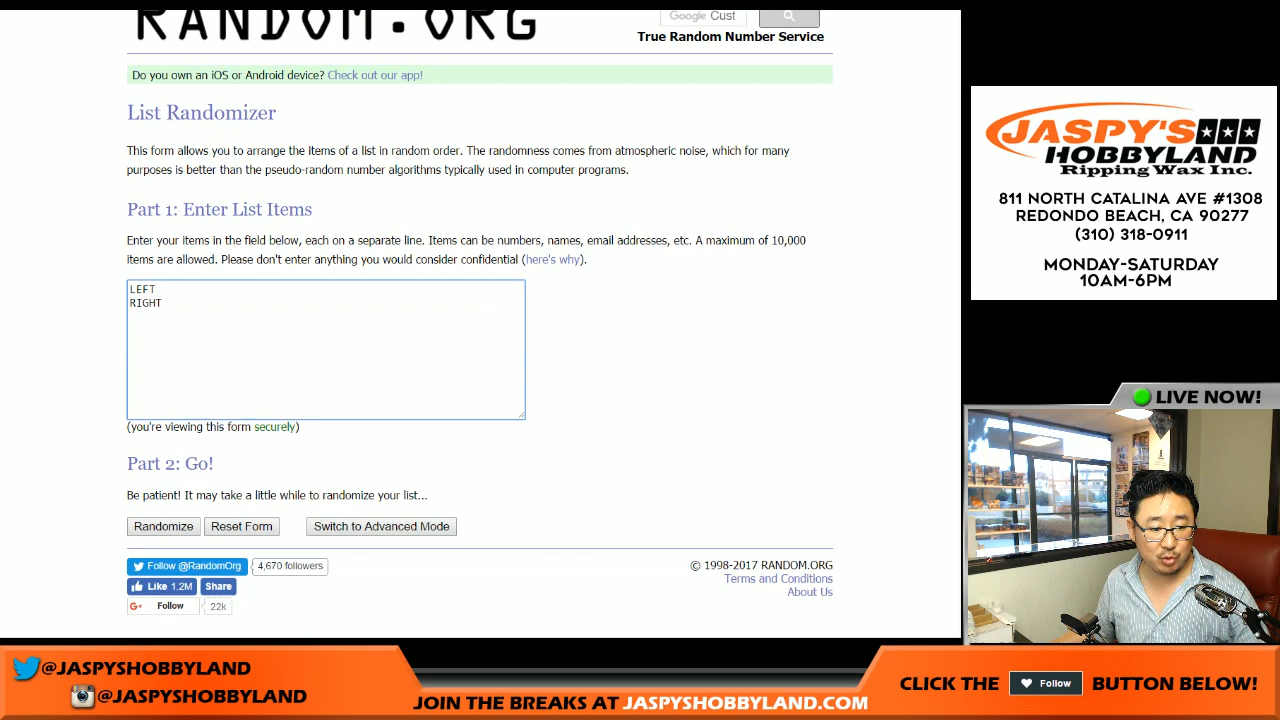 RANDOM.ORG
Google Cust
True Random Number Service
Do you own an iOS or Android device? Check out our app!
List Randomizer
This form allows you to arrange the items of a list in random order. The randomness comes from atmospheric noise, which for many
purposes is better than the pseudo-random number algorithms typically used in computer programs.
Part 1: Enter List Items
Enter your items in the field below, each on a separate line. Items can be numbers, names, email addresses, etc. A maximum of 10,000
items are allowed. Please don't enter anything you would consider confidential (here's why).
LEFT
RIGHT
(you're viewing this form securely)
Part 2: Go!
Be patient! It may take a little while to randomize your list...
Randomize
Reset Form
Switch to Advanced Mode
Follow @RandomOrg
4,670 followers
Like 1.2M
Share
Follow
22k
© 1998-2017 RANDOM.ORG
Terms and Conditions
About Us
JASPY'S
HOBBYLAND
Ripping Wax Inc.
811 NORTH CATALINA AVE #1308
REDONDO BEACH, CA 90277
(310) 318-0911
MONDAY-SATURDAY
10AM-6PM
LIVE NOW!
@JASPYSHOBBYLAND
@JASPYSHOBBYLAND
JOIN THE BREAKS AT JASPYSHOBBYLAND.COM
CLICK THE
Follow
BUTTON BELOW!